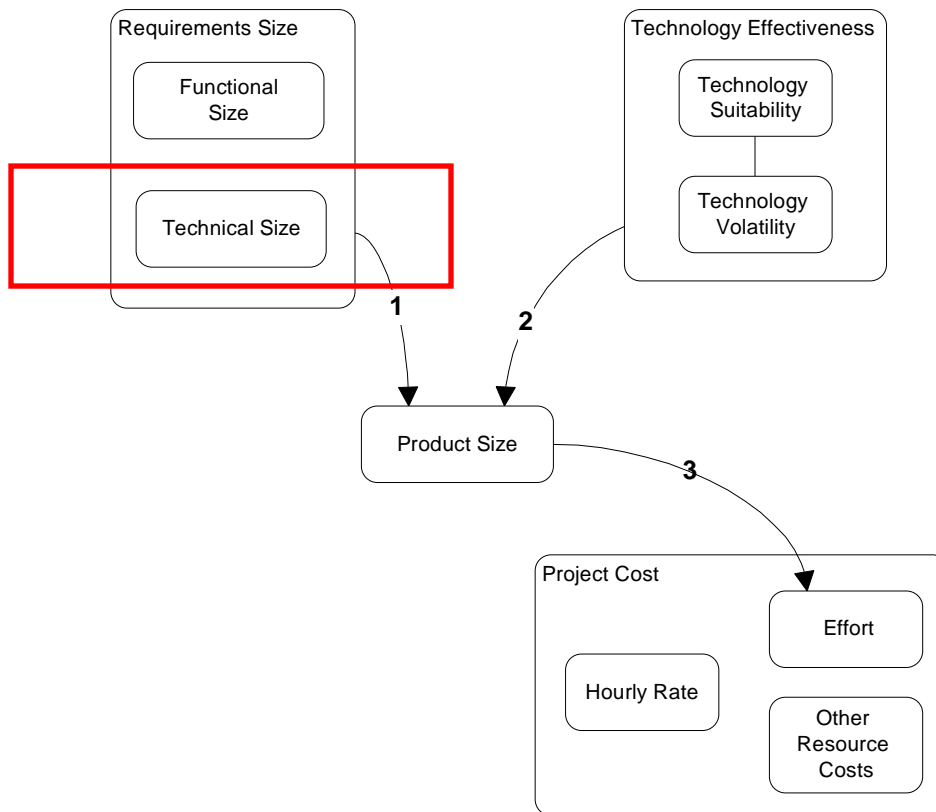 Requirements Size
Functional
Size
Technical Size
Technology Effectiveness
Technology
Suitability
Technology
Volatility
1
2
Product Size
3
Project Cost
Effort
Hourly Rate
Other
Resource
Costs